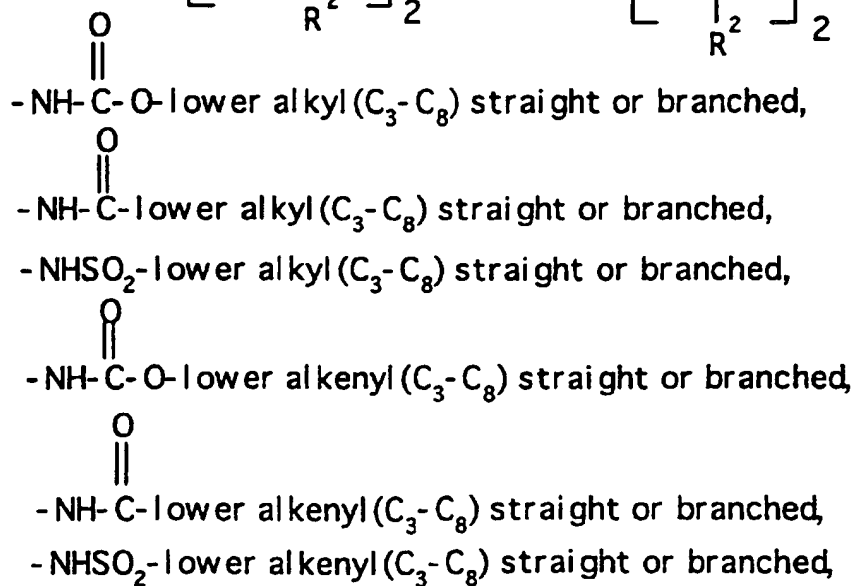 O R² 2 R² 2
-NH-C-O-lower alkyl(C₃-C₈) straight or branched,
O
-NH-C-lower alkyl(C₃-C₈) straight or branched,
-NHSO₂-lower alkyl(C₃-C₈) straight or branched,
O
-NH-C-O-lower alkenyl(C₃-C₈) straight or branched,
O
-NH-C-lower alkenyl(C₃-C₈) straight or branched,
-NHSO₂-lower alkenyl(C₃-C₈) straight or branched,